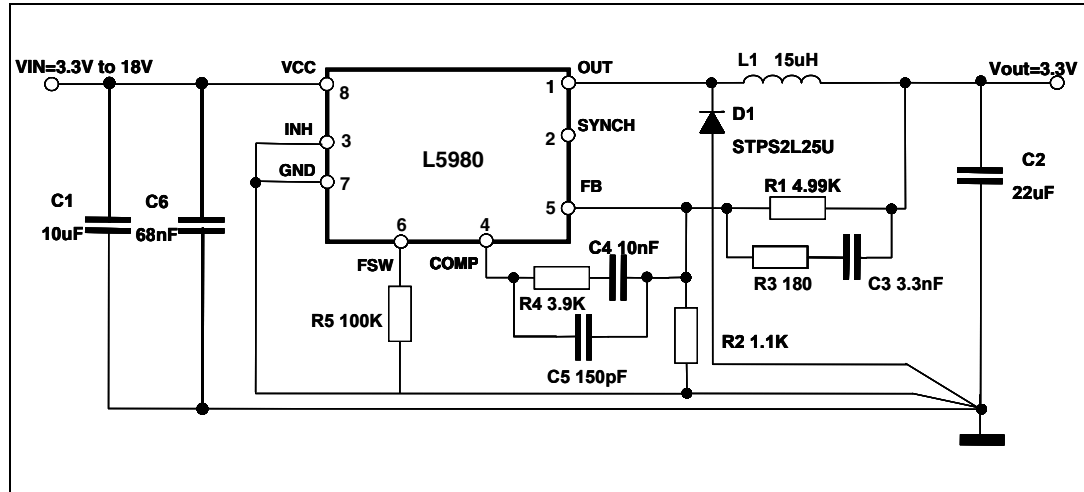 VIN=3.3V to 18V
VCC
OUT
L1 15uH
Vout=3.3V
8
1
INH
3
SYNCH
2
D1
STPS2L25U
L5980
GND
7
FB
5
R1 4.99K
C2
22uF
C1
10uF
C6
68nF
6
4
FSW
COMP
C4 10nF
R3 180
C3 3.3nF
R4 3.9K
R5 100K
R2 1.1K
C5 150pF